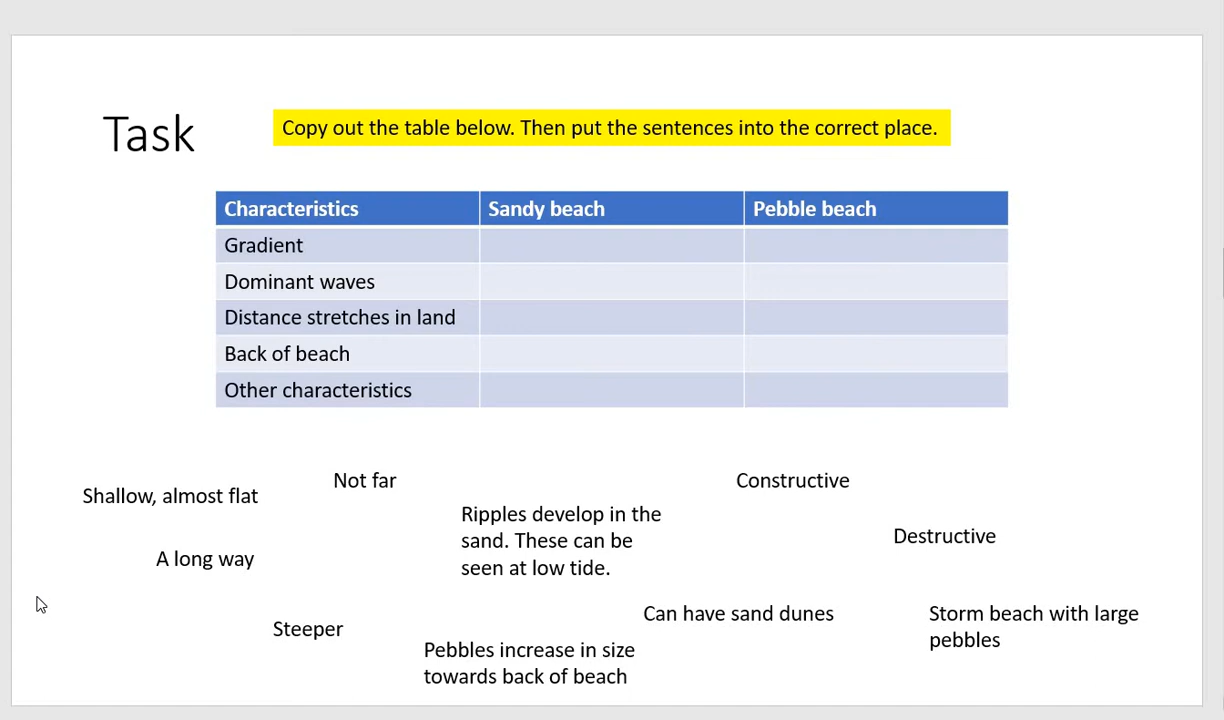 Task
Copy out the table below. Then put the sentences into the correct place.
Characteristics Sandy beach Pebble beach
Gradient
Dominant waves
Distance stretches in land
Back of beach
Other characteristics
Not far
Constructive
Shallow, almost flat
Ripples develop in the
sand. These can be
seen at low tide.
Destructive
A long way
Can have sand dunes
Storm beach with large
pebbles
Steeper
Pebbles increase in size
towards back of beach